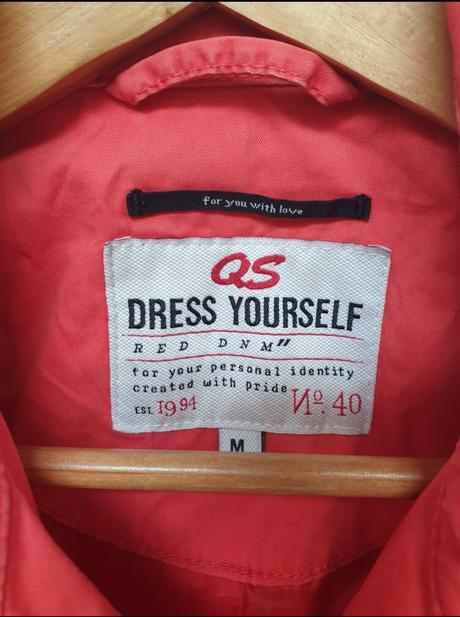 for you with love
QS
DRESS YOURSELF
RED DNM"
for your personal identity
created with pride
EST. 1994 Nº. 40
M